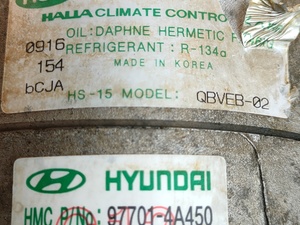 HALLA CLIMATE CONTRO
0916 OIL: DAPHNE HERMETIC
REFRIGERANT : R-134a
154 MADE IN KOREA
bCJA
HS-15 MODEL: QBVEB-02
HYUNDAI
HMC P/No: 97701-4A450